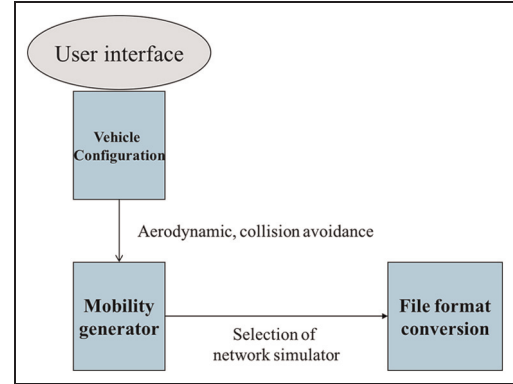 User interface
Vehicle
Configuration
Aerodynamic, collision avoidance
Mobility
generator
Selection of
network simulator
File format
conversion